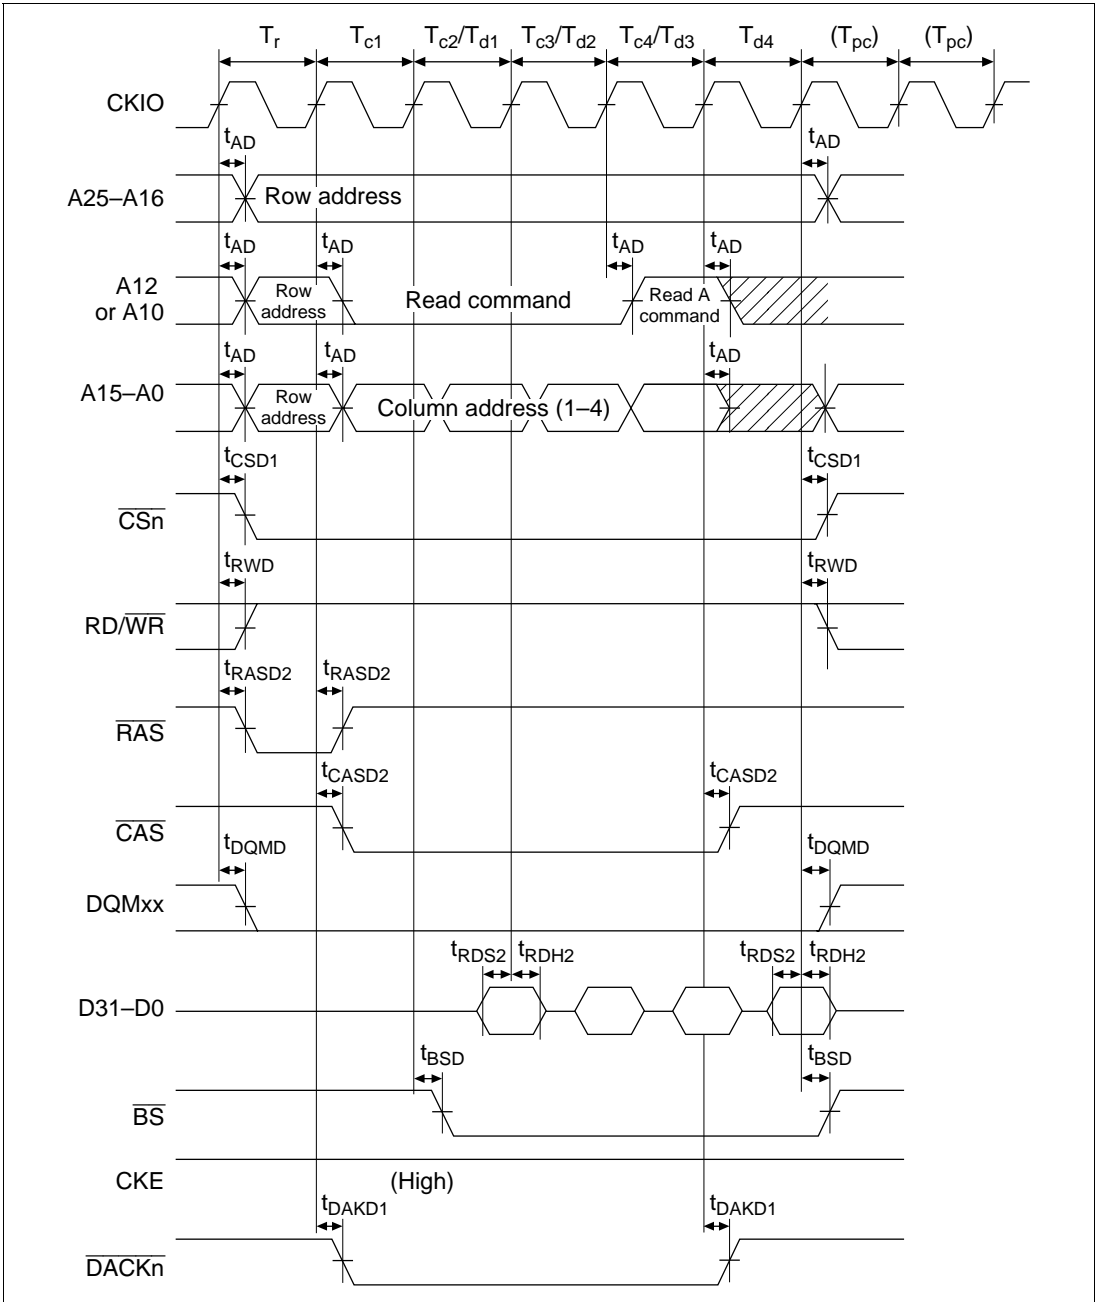 Tr Tc1 Tc2/Td1 Tc3/Td2 Tc4/Td3 Td4 (Tpc) (Tpc)
CKIO
tAD tAD
A25–A16 Row address
tAD tAD tAD tAD
A12
or A10
Row
address
Read command
Read A
command
tAD tAD tAD
A15–A0
Row
address
Column address (1–4)
tCSD1 tCSD1
CSn
tRWD tRWD
RD/WR
tRASD2 tRASD2
RAS
tCASD2 tCASD2
CAS
tDQMD tDQMD
DQMxx
tRDS2 tRDH2 tRDS2 tRDH2
D31–D0
tBSD tBSD
BS
CKE (High)
tDAKD1 tDAKD1
DACKn